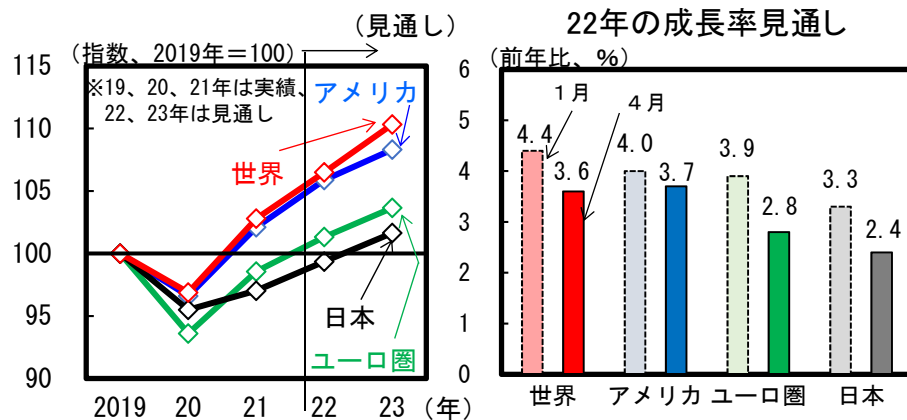 (見通し)
(指数、2019年=100)
115
110
105
100
95
90
※19、20、21年は実績、
22、23年は見通し
アメリカ
世界
日本
ユーロ圏
2019 20 21 22 23 (年)
22年の成長率見通し
(前年比、%)
6
5
4
3
2
1
0
1月
4月
4.4
3.6
4.0
3.7
3.9
2.8
3.3
2.4
世界 アメリカ ユーロ圏 日本